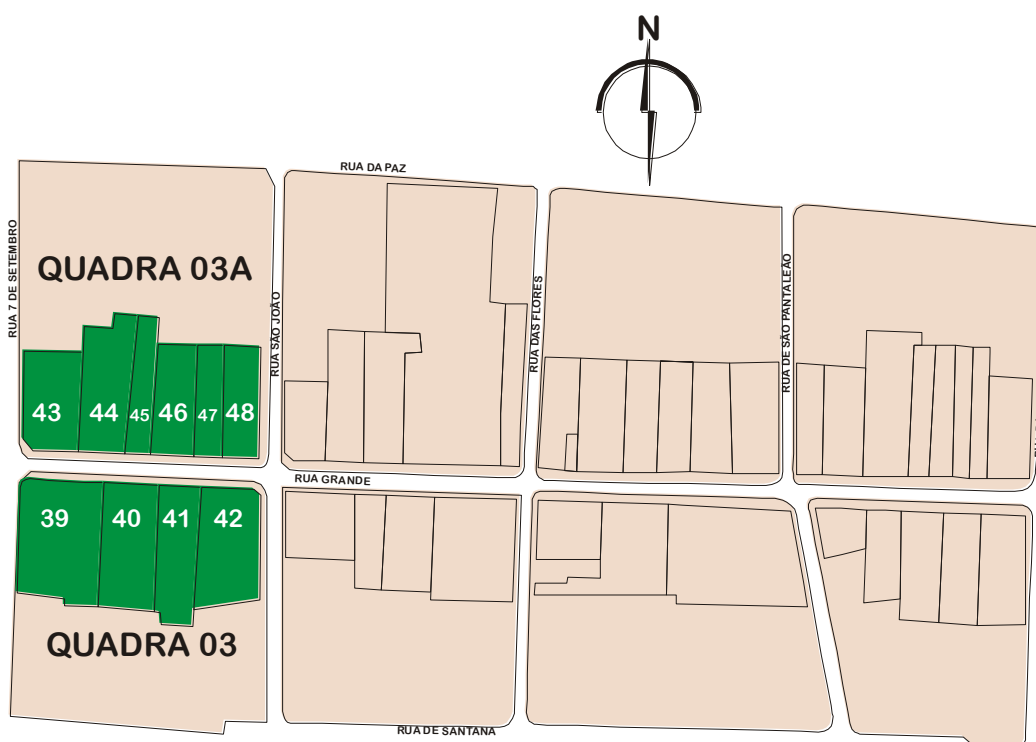 N
RUA DA PAZ
RUA 7 DE SETEMBRO
QUADRA 03A
RUA SÃO JOÃO
RUA DAS FLORES
RUA DE SÃO PANTALEÃO
43
44
45
46
47
48
RUA GRANDE
39
40
41
42
QUADRA 03
RUA DE SANTANA